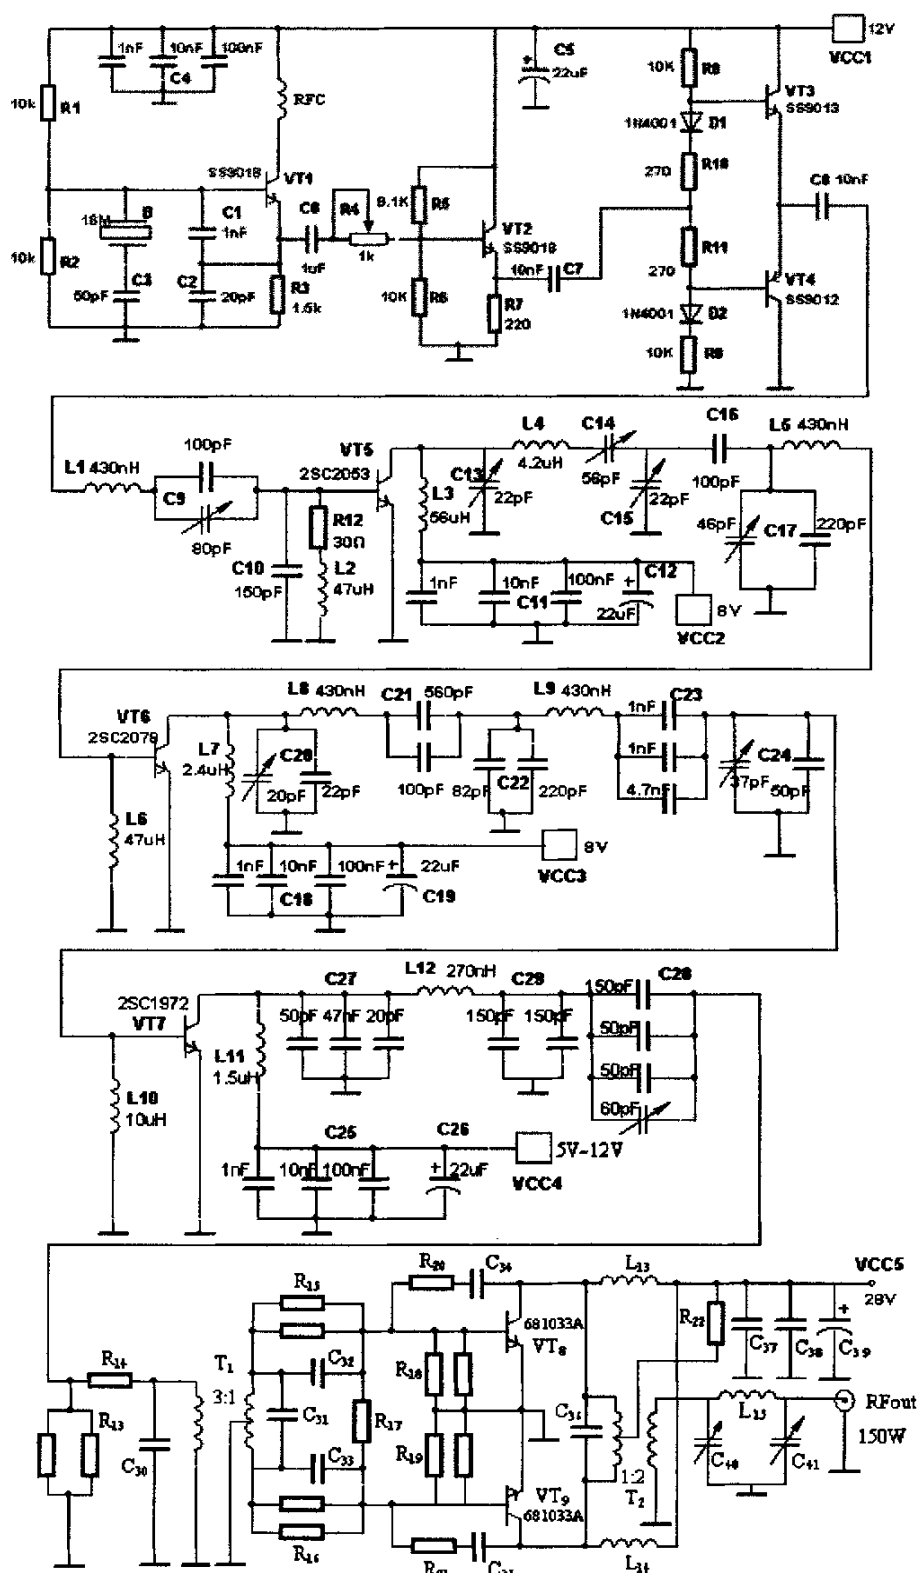 1nF 10nF 100nF
C4
C5
22uF
12V
VCC1
10K R8
10k R1
RFC
VT3
SS9013
1N4001 D1
SS9018
VT1
R10
270
C8 10nF
18M B
C1
1nF
C6
R4
1uF
1k
9.1K R5
VT2
SS9018
10nF C7
R11
270
VT4
SS9012
10k R2
C3
50pF
C2
20pF
R3
1.5k
10K R6
R7
220
1N4001 D2
10K R9
L1 430nH
100pF
C9
80pF
VT5
2SC2053
L4
4.2uH
C14
56pF
C16
100pF
L5 430nH
C13
22pF
L3
56uH
C15
22pF
46pF
C17
220pF
R12
30Ω
C10
150pF
L2
47uH
1nF 10nF 100nF C12
C11
22uF
8V
VCC2
VT6
2SC2078
L8
430nH
C21
560pF
100pF
L9
430nH
C23
1nF
1nF
4.7nF
L7
2.4uH
C20
20pF 22pF
82pF C22 220pF
C24
37pF 50pF
L6
47uH
1nF 10nF 100nF 22uF
C18
C19
8V
VCC3
2SC1972
VT7
L12
270nH
C27
50pF 47nF 20pF
C29
150pF 150pF
C28
150pF
50pF
50pF
60pF
L11
1.5uH
L10
10uH
C25
1nF 10nF 100nF
C26
22uF
5V~12V
VCC4
R15
R20 C34
L13
VCC5
28V
681033A
VT8
R22
C37 C38 C39
R14
T1
3:1
C32
R18
R13
C31
R17
C30
C33
R19
1:2
T2
L15
RFout
150W
C40 C41
VT9
681033A
R16
L14